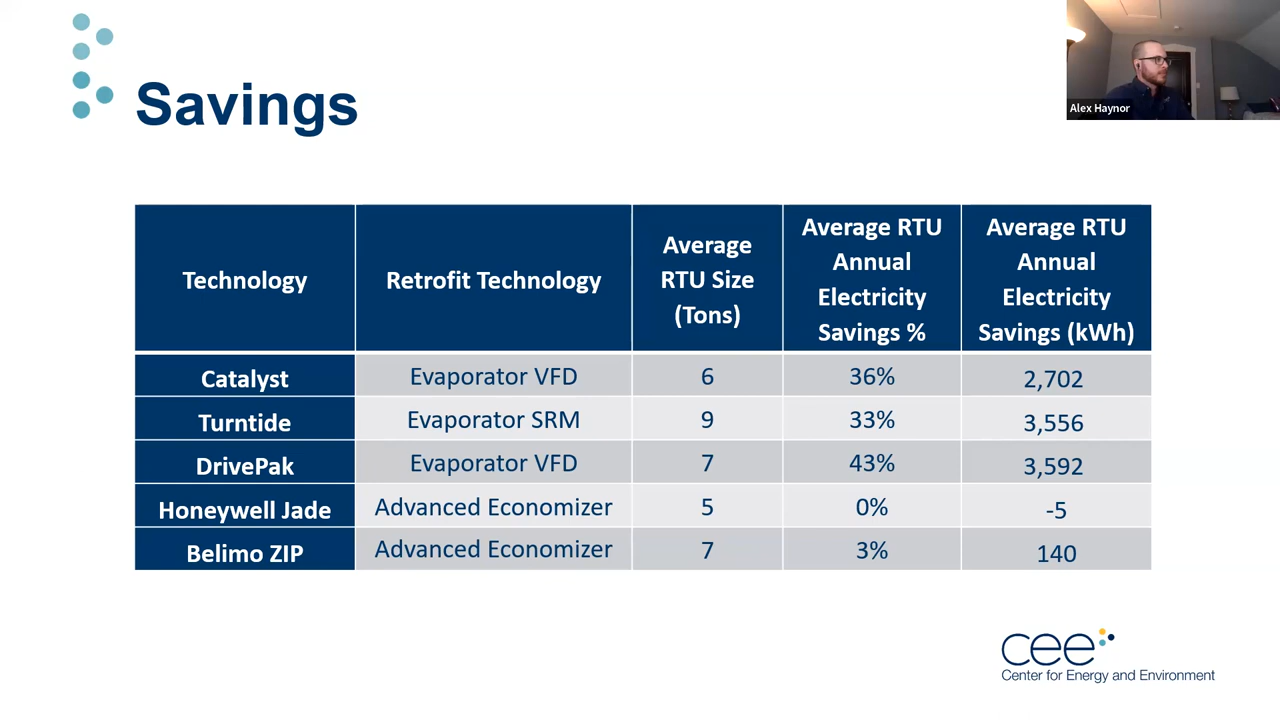 Savings
Alex Haynor
Technology
Retrofit Technology
Average
RTU Size
(Tons)
Average RTU
Annual
Electricity
Savings %
Average RTU
Annual
Electricity
Savings (kWh)
Catalyst Evaporator VFD 6 36% 2,702
Turntide Evaporator SRM 9 33% 3,556
DrivePak Evaporator VFD 7 43% 3,592
Honeywell Jade Advanced Economizer 5 0% -5
Belimo ZIP Advanced Economizer 7 3% 140
cee
Center for Energy and Environment